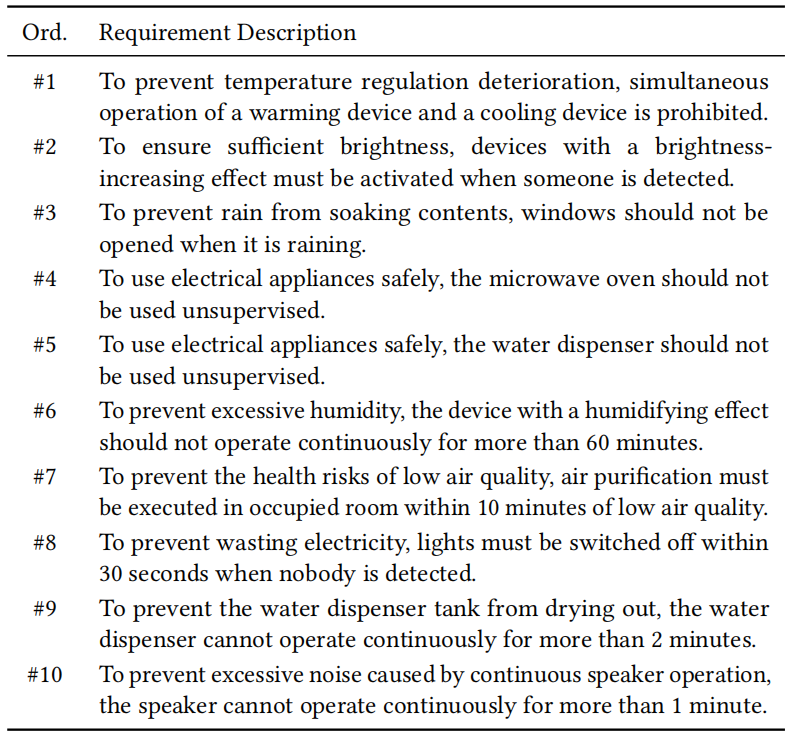 Ord. Requirement Description
#1 To prevent temperature regulation deterioration, simultaneous
operation of a warming device and a cooling device is prohibited.
#2 To ensure sufficient brightness, devices with a brightness-
increasing effect must be activated when someone is detected.
#3 To prevent rain from soaking contents, windows should not be
opened when it is raining.
#4 To use electrical appliances safely, the microwave oven should not
be used unsupervised.
#5 To use electrical appliances safely, the water dispenser should not
be used unsupervised.
#6 To prevent excessive humidity, the device with a humidifying effect
should not operate continuously for more than 60 minutes.
#7 To prevent the health risks of low air quality, air purification must
be executed in occupied room within 10 minutes of low air quality.
#8 To prevent wasting electricity, lights must be switched off within
30 seconds when nobody is detected.
#9 To prevent the water dispenser tank from drying out, the water
dispenser cannot operate continuously for more than 2 minutes.
#10 To prevent excessive noise caused by continuous speaker operation,
the speaker cannot operate continuously for more than 1 minute.